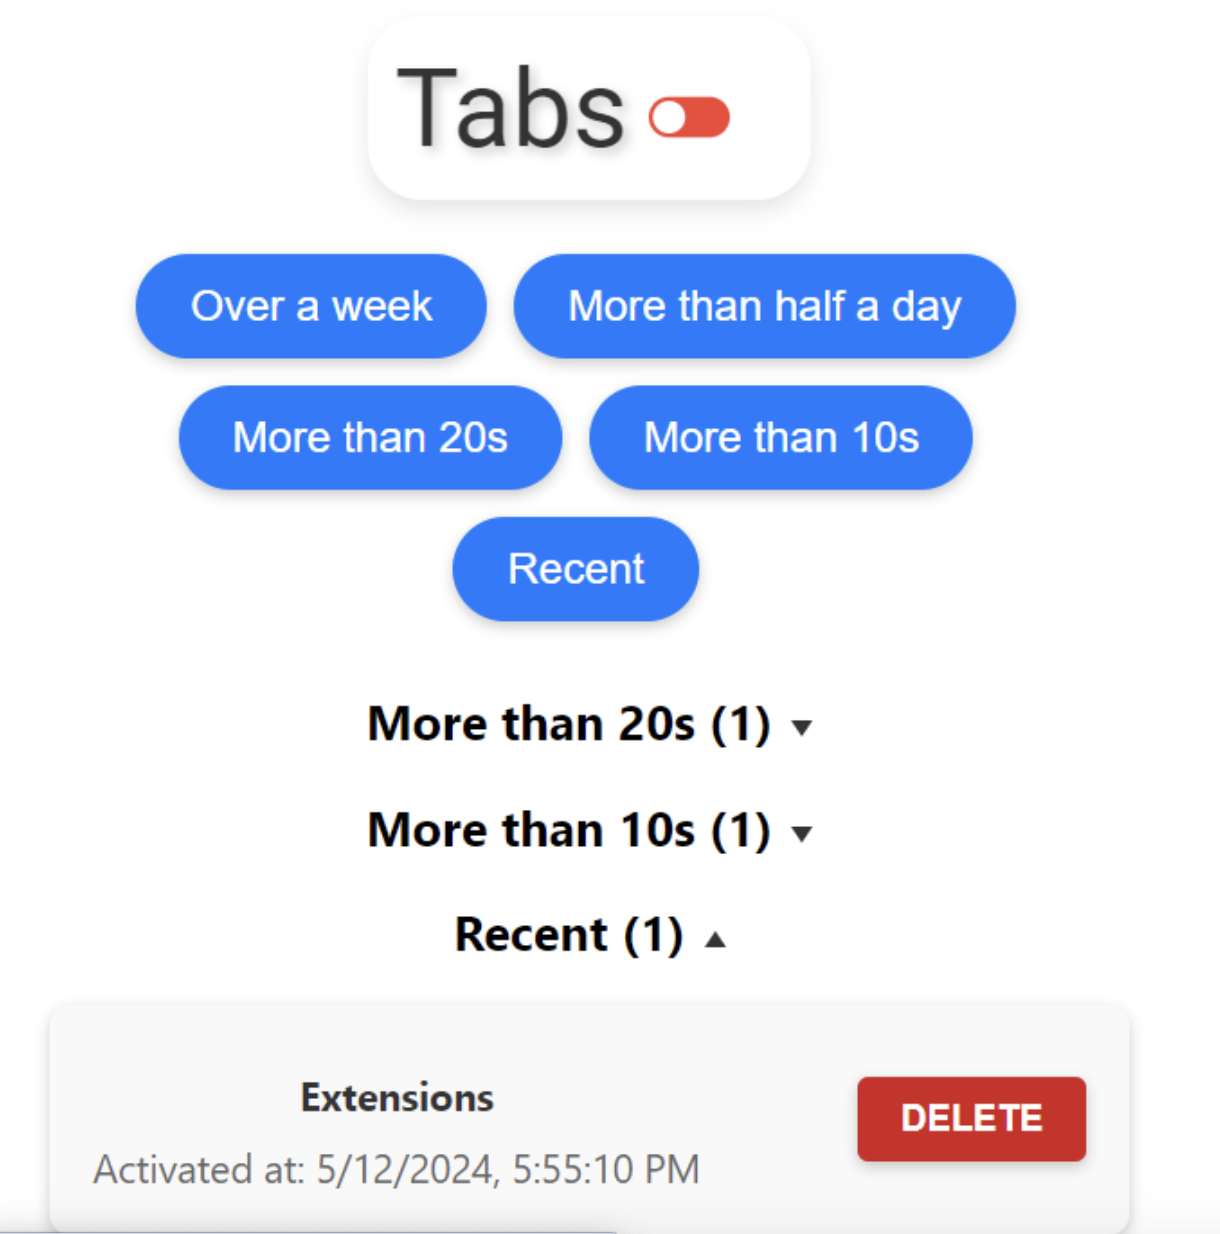 Tabs
Over a week
More than half a day
More than 20s
More than 10s
Recent
More than 20s (1) ▼
More than 10s (1) ▼
Recent (1) ▲
Extensions
DELETE
Activated at: 5/12/2024, 5:55:10 PM